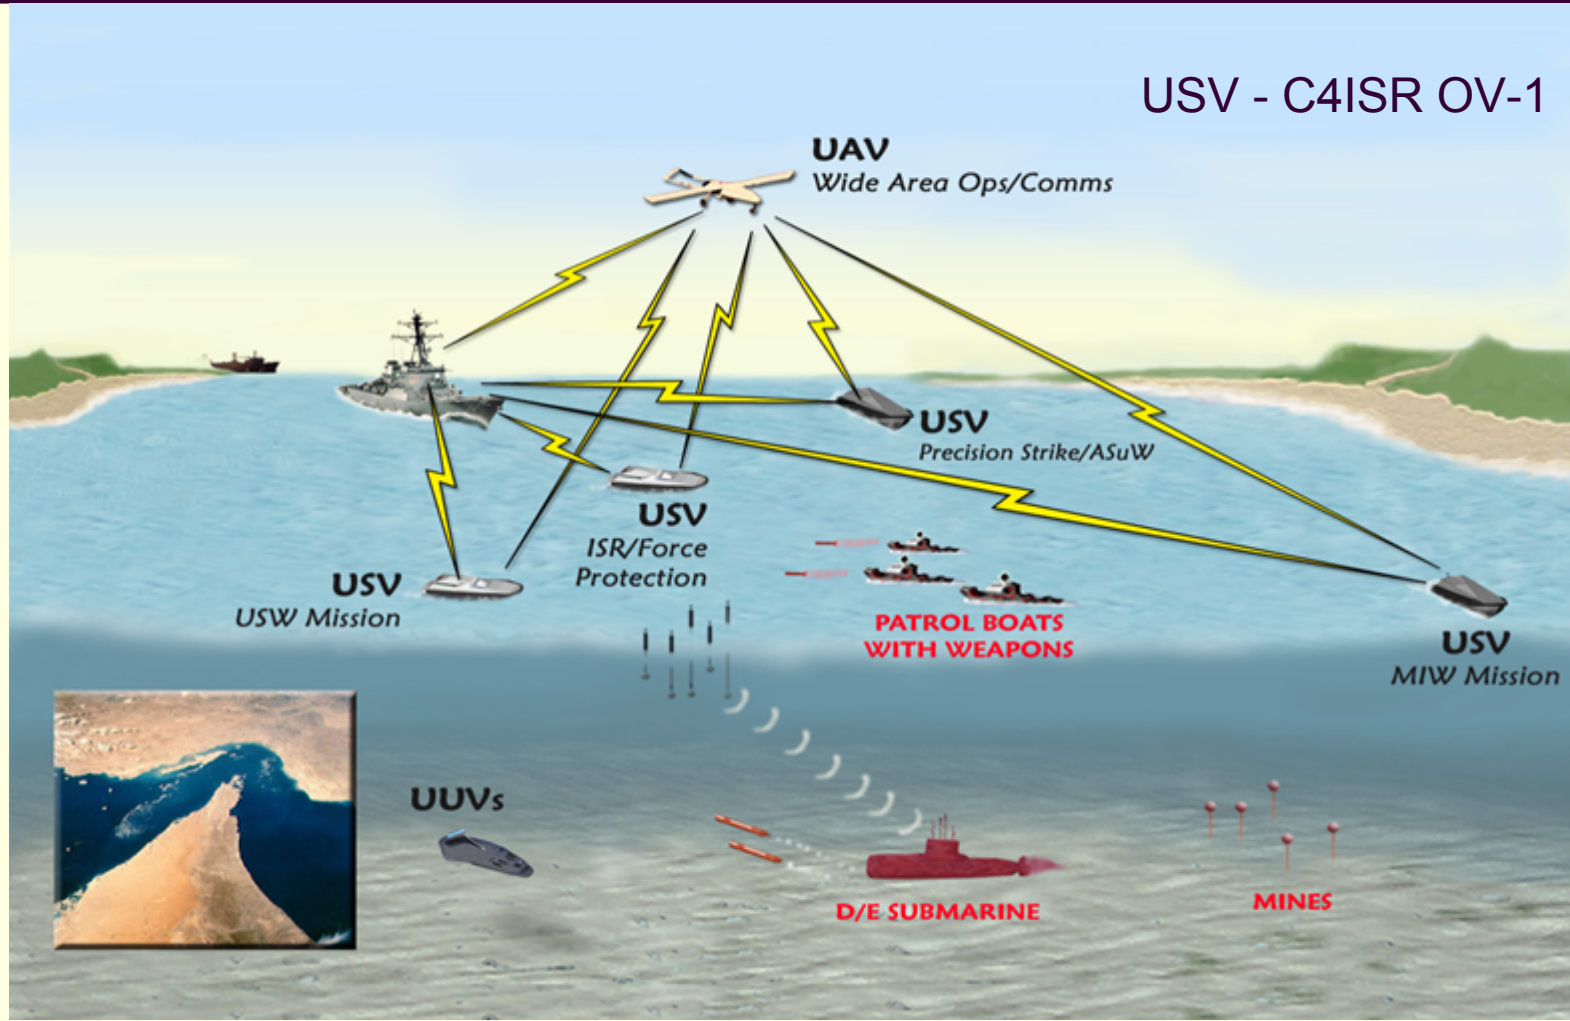 USV - C4ISR OV-1
UAV
Wide Area Ops/Comms
USV
Precision Strike/ASuW
USV
ISR/Force
Protection
USV
USW Mission
PATROL BOATS
WITH WEAPONS
USV
MIW Mission
UUVs
D/E SUBMARINE
MINES